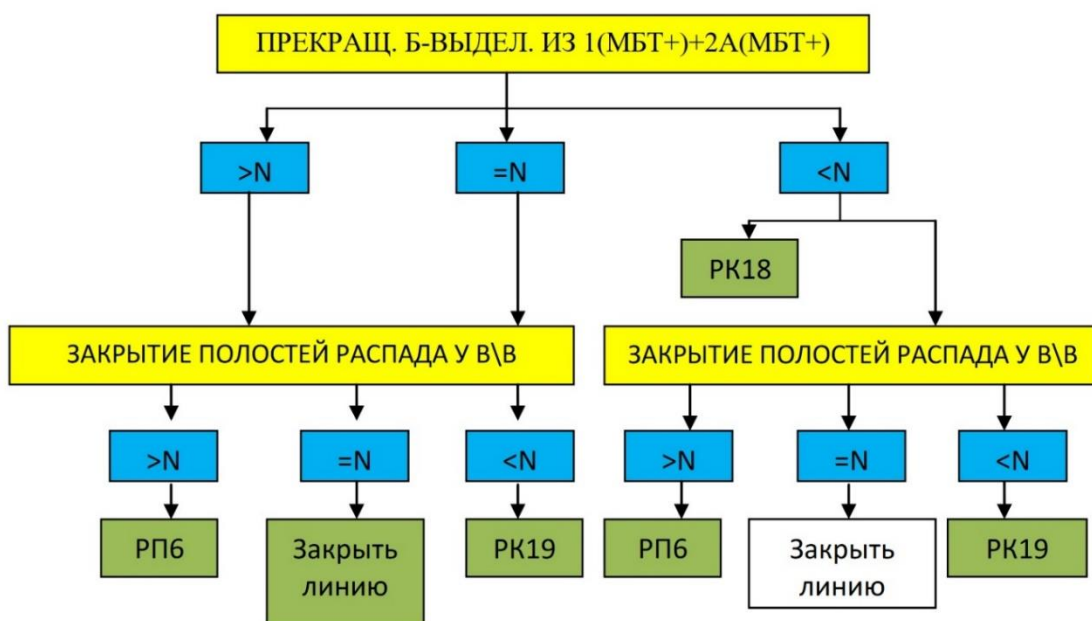 ПРЕКРАЩ. Б-ВЫДЕЛ. ИЗ 1(МБТ+)+2А(МБТ+)
>N
=N
<N
РК18
ЗАКРЫТИЕ ПОЛОСТЕЙ РАСПАДА У В\В
ЗАКРЫТИЕ ПОЛОСТЕЙ РАСПАДА У В\В
>N
=N
<N
>N
=N
<N
РП6
Закрыть
линию
РК19
РП6
Закрыть
линию
РК19